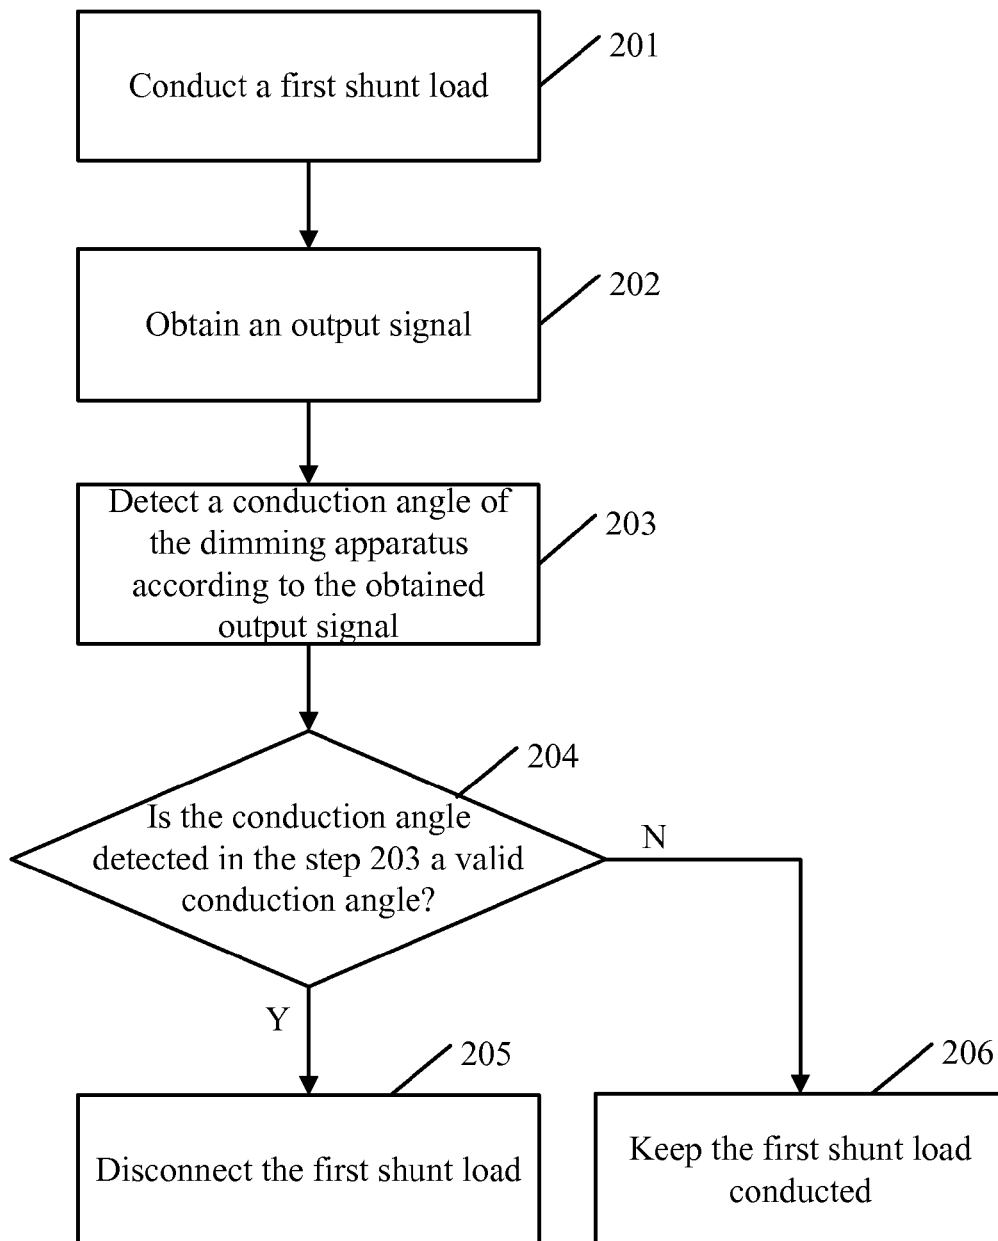 201
Conduct a first shunt load
202
Obtain an output signal
203
Detect a conduction angle of
the dimming apparatus
according to the obtained
output signal
204
Is the conduction angle
detected in the step 203 a valid
conduction angle?
N
Y
205
Disconnect the first shunt load
206
Keep the first shunt load
conducted